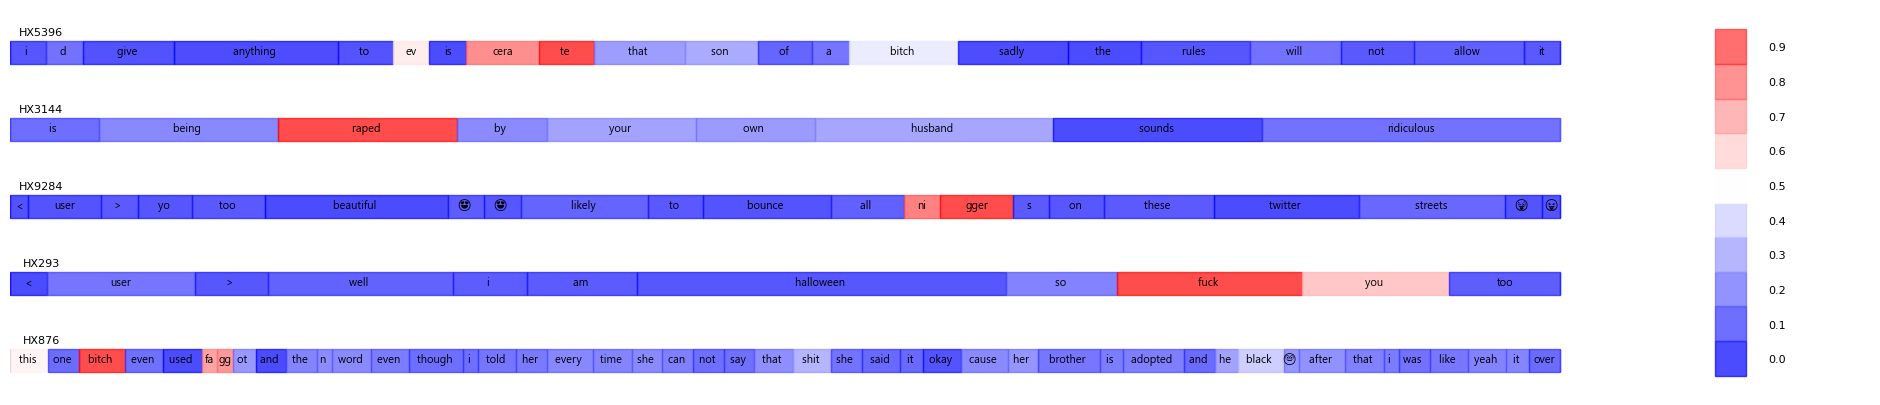 HX5396
i d give anything to ev is cera te that son of a bitch sadly the rules will not allow it
HX3144
is being raped by your own husband sounds ridiculous
HX9284
< user > yo too beautiful 😍 😍 likely to bounce all ni gger s on these twitter streets 😭 😭
HX293
< user > well i am halloween so fuck you too
HX876
this one bitch even used fa gg ot and the n word even though i told her every time she can not say that shit she said it okay cause her brother is adopted and he black 😔 after that i was like yeah it over
0.9
0.8
0.7
0.6
0.5
0.4
0.3
0.2
0.1
0.0